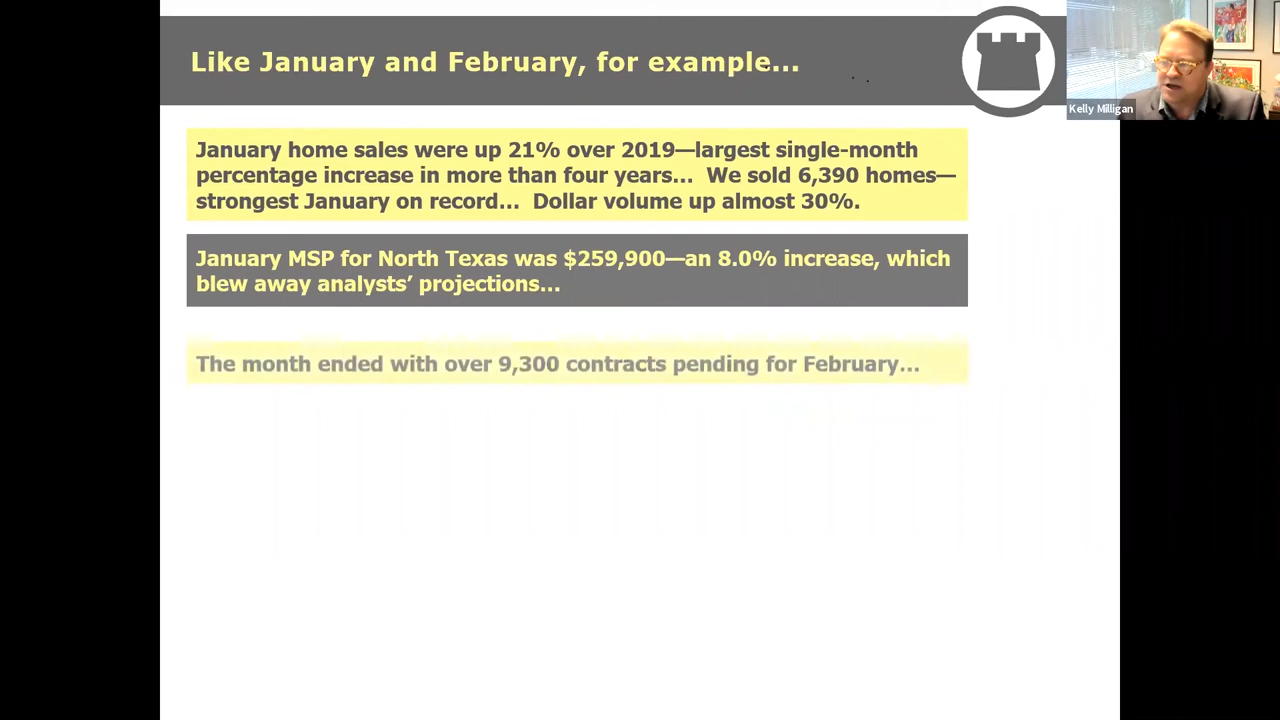 Like January and February, for example...
Kelly Milligan
January home sales were up 21% over 2019—largest single-month
percentage increase in more than four years... We sold 6,390 homes—
strongest January on record... Dollar volume up almost 30%.
January MSP for North Texas was $259,900—an 8.0% increase, which
blew away analysts’ projections...
The month ended with over 9,300 contracts pending for February...